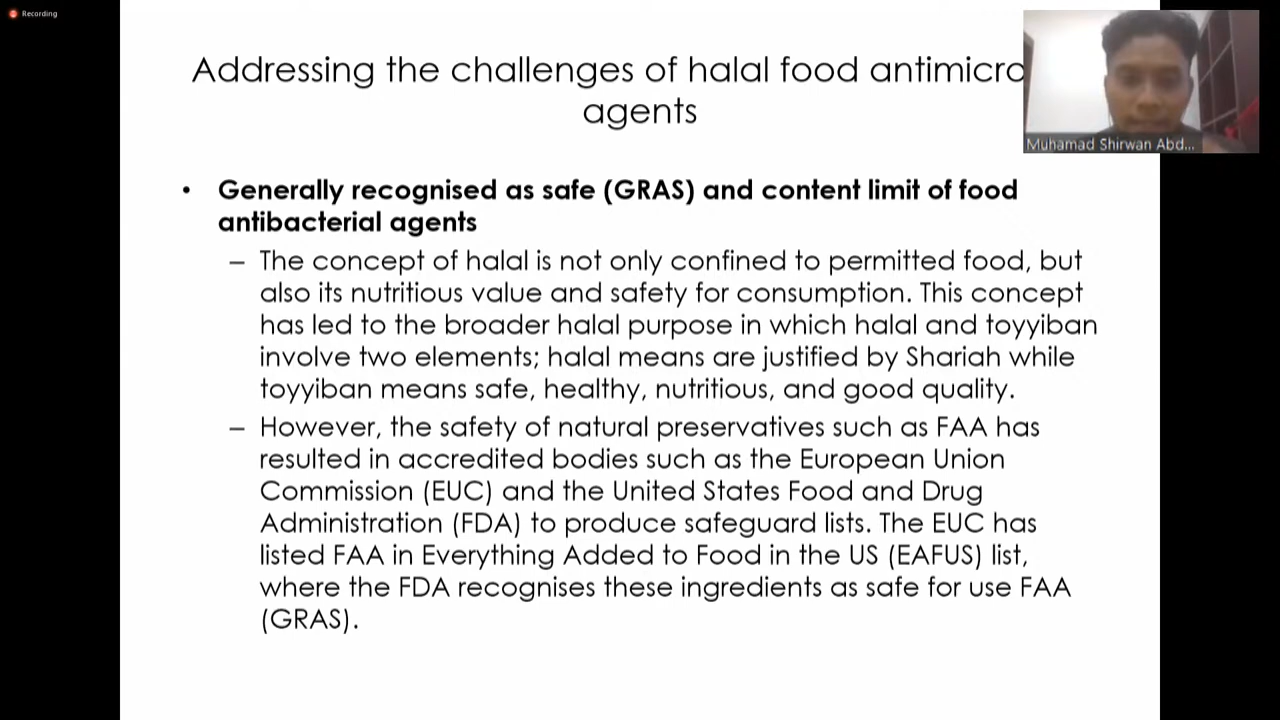 Recording
Addressing the challenges of halal food antimicro
agents
Muhamad Shirwan Abd...
• Generally recognised as safe (GRAS) and content limit of food
antibacterial agents
– The concept of halal is not only confined to permitted food, but
also its nutritious value and safety for consumption. This concept
has led to the broader halal purpose in which halal and toyyiban
involve two elements; halal means are justified by Shariah while
toyyiban means safe, healthy, nutritious, and good quality.
– However, the safety of natural preservatives such as FAA has
resulted in accredited bodies such as the European Union
Commission (EUC) and the United States Food and Drug
Administration (FDA) to produce safeguard lists. The EUC has
listed FAA in Everything Added to Food in the US (EAFUS) list,
where the FDA recognises these ingredients as safe for use FAA
(GRAS).